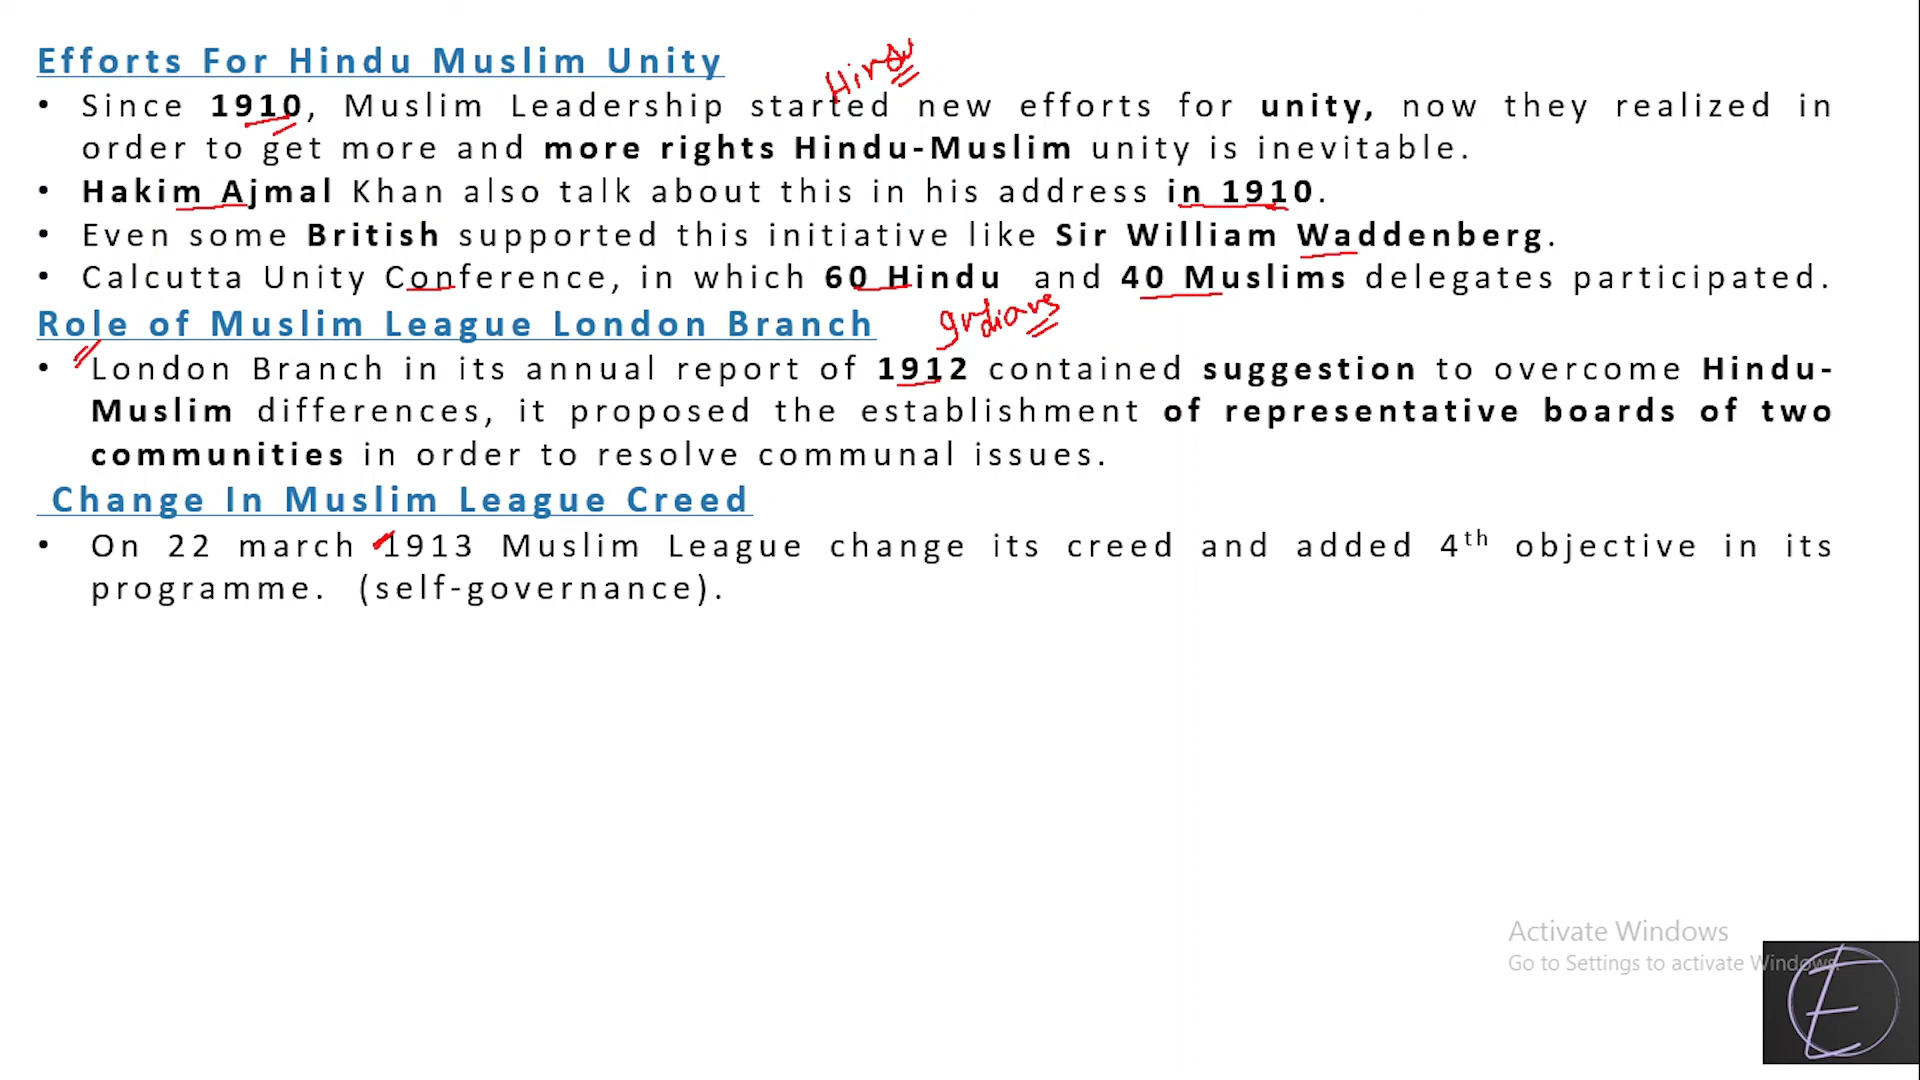 Efforts For Hindu Muslim Unity
Hindu
• Since 1910, Muslim Leadership started new efforts for unity, now they realized in
order to get more and more rights Hindu-Muslim unity is inevitable.
• Hakim Ajmal Khan also talk about this in his address in 1910.
• Even some British supported this initiative like Sir William Waddenberg.
• Calcutta Unity Conference, in which 60 Hindu and 40 Muslims delegates participated.
Role of Muslim League London Branch
Indians
• London Branch in its annual report of 1912 contained suggestion to overcome Hindu-
Muslim differences, it proposed the establishment of representative boards of two
communities in order to resolve communal issues.
Change In Muslim League Creed
• On 22 march 1913 Muslim League change its creed and added 4th objective in its
programme. (self-governance).
Activate Windows
Go to Settings to activate Windows.
E